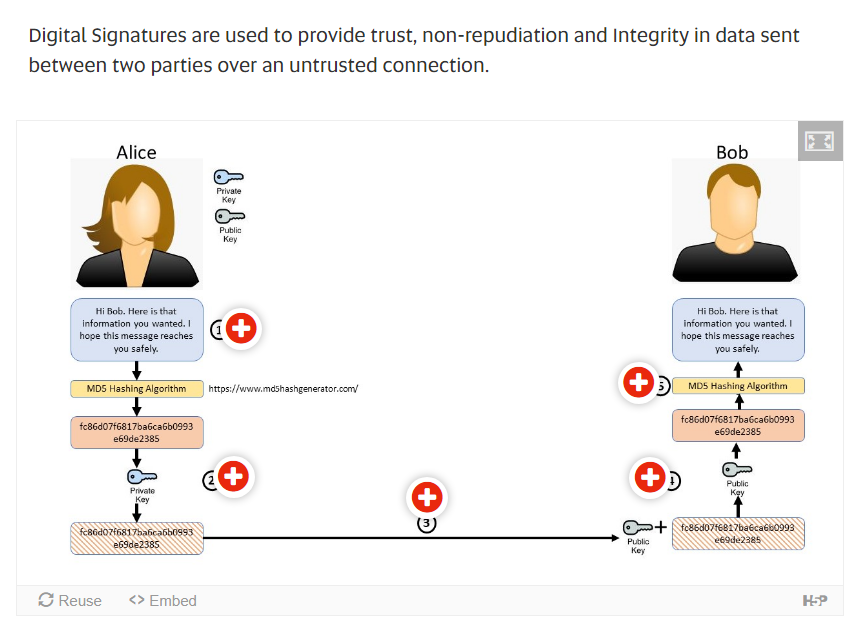 Digital Signatures are used to provide trust, non-repudiation and Integrity in data sent
between two parties over an untrusted connection.
Alice
Bob
Private
Key
Public
Key
Hi Bob. Here is that
information you wanted. I
hope this message reaches
you safely.
1
MD5 Hashing Algorithm
https://www.md5hashgenerator.com/
fc86d07f6817ba6ca6b0993
e69de2385
Private
Key
2
fc86d07f6817ba6ca6b0993
e69de2385
3
Hi Bob. Here is that
information you wanted. I
hope this message reaches
you safely.
5
MD5 Hashing Algorithm
fc86d07f6817ba6ca6b0993
e69de2385
Public
Key
Public
Key
+
fc86d07f6817ba6ca6b0993
e69de2385
Reuse
<> Embed
H5P